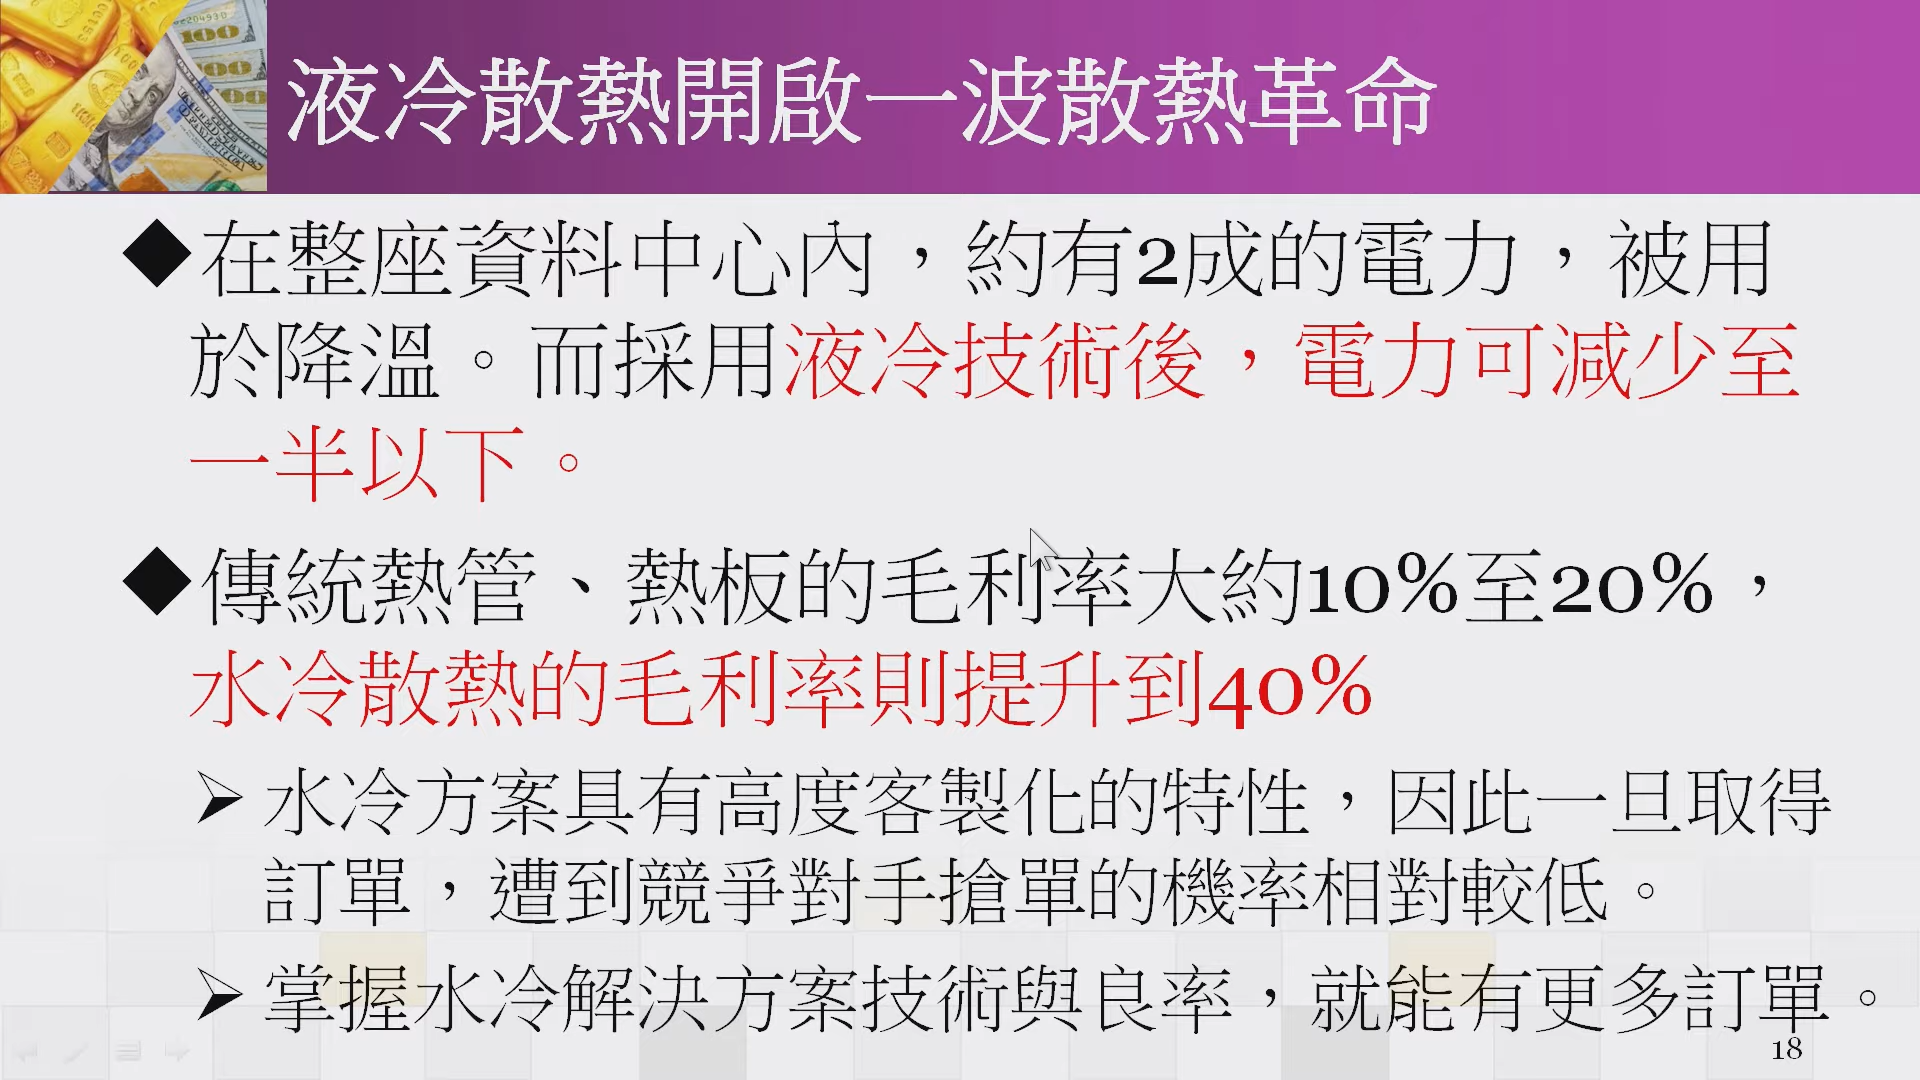 液冷散熱開啟一波散熱革命
◆在整座資料中心內，約有2成的電力，被用
於降溫。而採用液冷技術後，電力可減少至
一半以下。
◆傳統熱管、熱板的毛利率大約10%至20%，
水冷散熱的毛利率則提升到40%
➢水冷方案具有高度客製化的特性，因此一旦取得
訂單，遭到競爭對手搶單的機率相對較低。
➢掌握水冷解決方案技術與良率，就能有更多訂單。
18